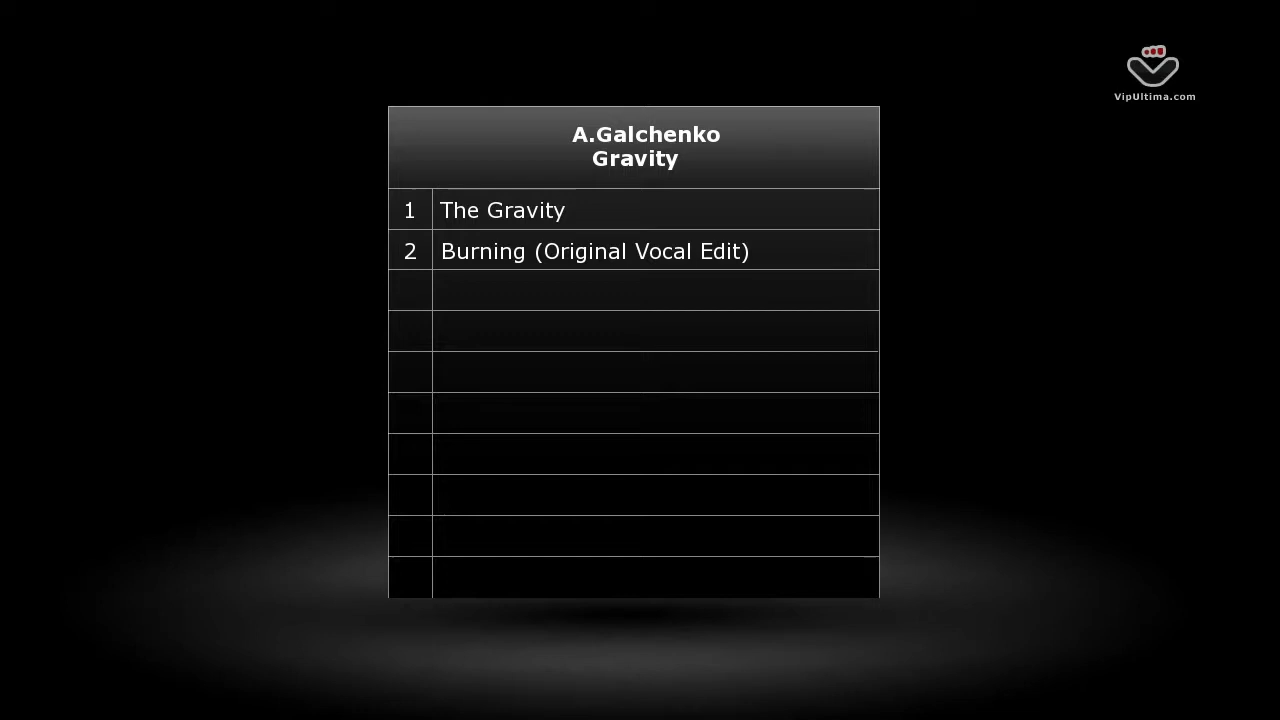 VipUltima.com
A.Galchenko
Gravity
1 The Gravity
2 Burning (Original Vocal Edit)